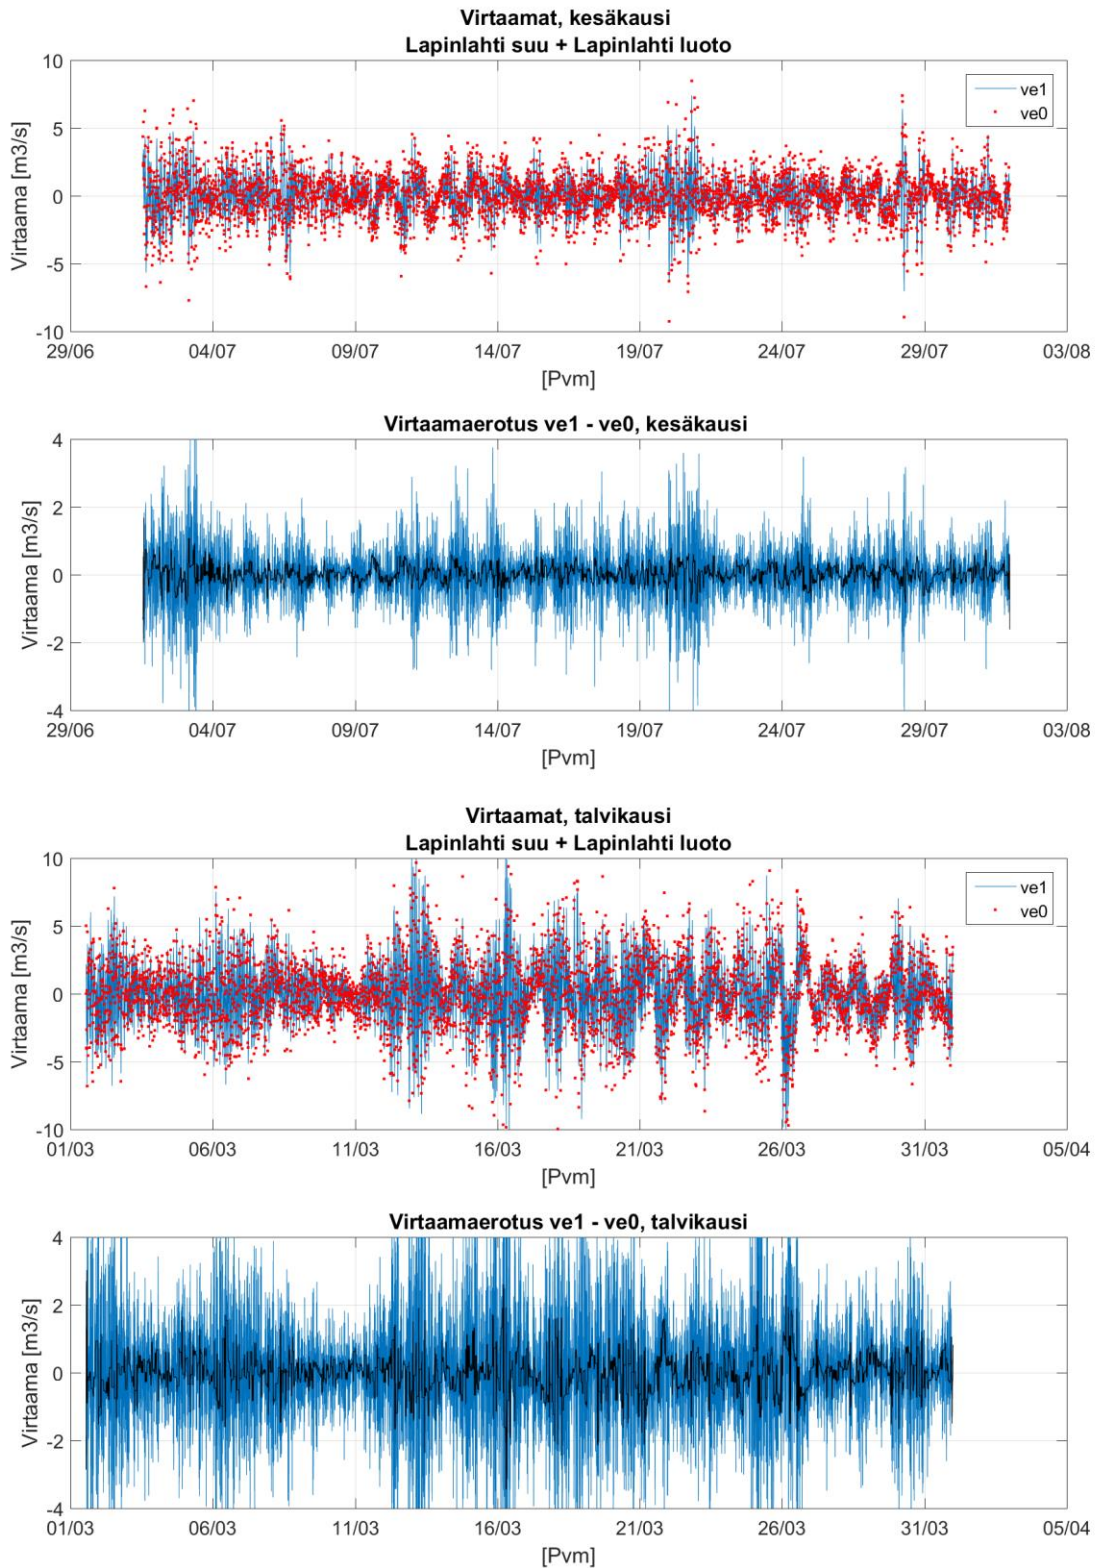 Virtaamat, kesäkausi
Lapinlahti suu + Lapinlahti luoto
10
5
0
-5
-10
Virtaama [m3/s]
ve1
ve0
29/06 04/07 09/07 14/07 19/07 24/07 29/07 03/08
[Pvm]
Virtaamaerotus ve1 - ve0, kesäkausi
4
2
0
-2
-4
Virtaama [m3/s]
29/06 04/07 09/07 14/07 19/07 24/07 29/07 03/08
[Pvm]
Virtaamat, talvikausi
Lapinlahti suu + Lapinlahti luoto
10
5
0
-5
-10
Virtaama [m3/s]
ve1
ve0
01/03 06/03 11/03 16/03 21/03 26/03 31/03 05/04
[Pvm]
Virtaamaerotus ve1 - ve0, talvikausi
4
2
0
-2
-4
Virtaama [m3/s]
01/03 06/03 11/03 16/03 21/03 26/03 31/03 05/04
[Pvm]